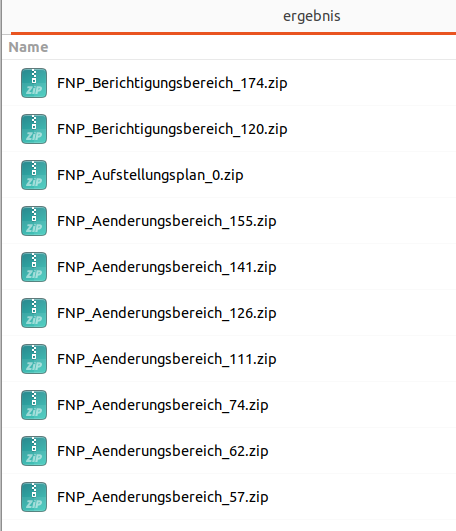 ergebnis
Name
ZiP FNP_Berichtigungsbereich_174.zip
ZiP FNP_Berichtigungsbereich_120.zip
ZiP FNP_Aufstellungsplan_0.zip
ZiP FNP_Aenderungsbereich_155.zip
ZiP FNP_Aenderungsbereich_141.zip
ZiP FNP_Aenderungsbereich_126.zip
ZiP FNP_Aenderungsbereich_111.zip
ZiP FNP_Aenderungsbereich_74.zip
ZiP FNP_Aenderungsbereich_62.zip
ZiP FNP_Aenderungsbereich_57.zip